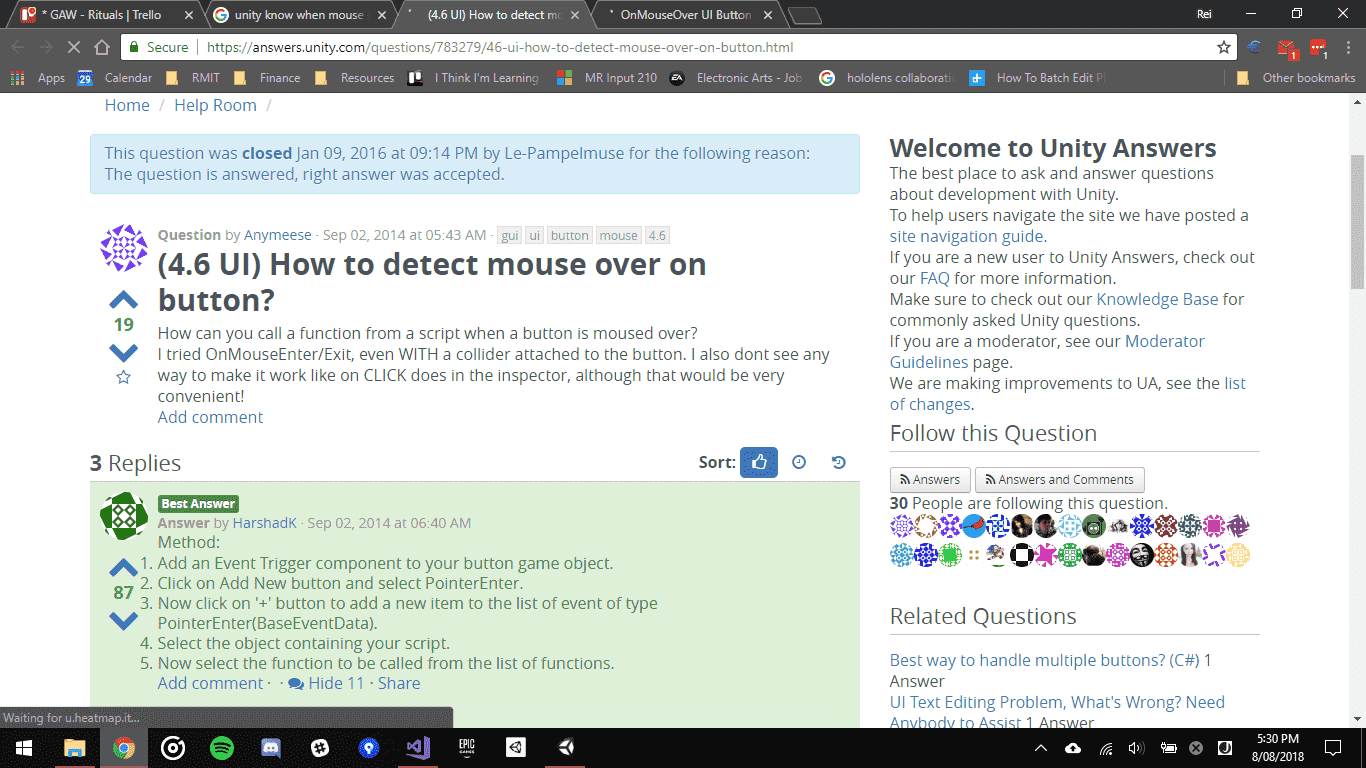 * GAW - Rituals | Trello
unity know when mouse
(4.6 UI) How to detect mo
OnMouseOver UI Button
Rei
Secure
https://answers.unity.com/questions/783279/46-ui-how-to-detect-mouse-over-on-button.html
1
1
Apps
29
Calendar
RMIT
Finance
Resources
I Think I'm Learning
MR Input 210
EA
Electronic Arts - Job
hololens collaborati
How To Batch Edit P
Other bookmarks
Home / Help Room /
This question was closed Jan 09, 2016 at 09:14 PM by Le-Pampelmuse for the following reason:
The question is answered, right answer was accepted.
Question by Anymeese · Sep 02, 2014 at 05:43 AM · gui ui button mouse 4.6
(4.6 UI) How to detect mouse over on
button?
19
How can you call a function from a script when a button is moused over?
I tried OnMouseEnter/Exit, even WITH a collider attached to the button. I also dont see any
way to make it work like on CLICK does in the inspector, although that would be very
convenient!
Add comment
3 Replies
Sort:
Best Answer
Answer by HarshadK · Sep 02, 2014 at 06:40 AM
Method:
1. Add an Event Trigger component to your button game object.
2. Click on Add New button and select PointerEnter.
87
3. Now click on '+' button to add a new item to the list of event of type
PointerEnter(BaseEventData).
4. Select the object containing your script.
5. Now select the function to be called from the list of functions.
Add comment · · Hide 11 · Share
Welcome to Unity Answers
The best place to ask and answer questions
about development with Unity.
To help users navigate the site we have posted a
site navigation guide.
If you are a new user to Unity Answers, check out
our FAQ for more information.
Make sure to check out our Knowledge Base for
commonly asked Unity questions.
If you are a moderator, see our Moderator
Guidelines page.
We are making improvements to UA, see the list
of changes.
Follow this Question
Answers
Answers and Comments
30 People are following this question.
Related Questions
Best way to handle multiple buttons? (C#) 1
Answer
UI Text Editing Problem, What's Wrong? Need
Anybody to Assist 1 Answer
Waiting for u.heatmap.it...
EPIC
GAMES
5:30 PM
8/08/2018